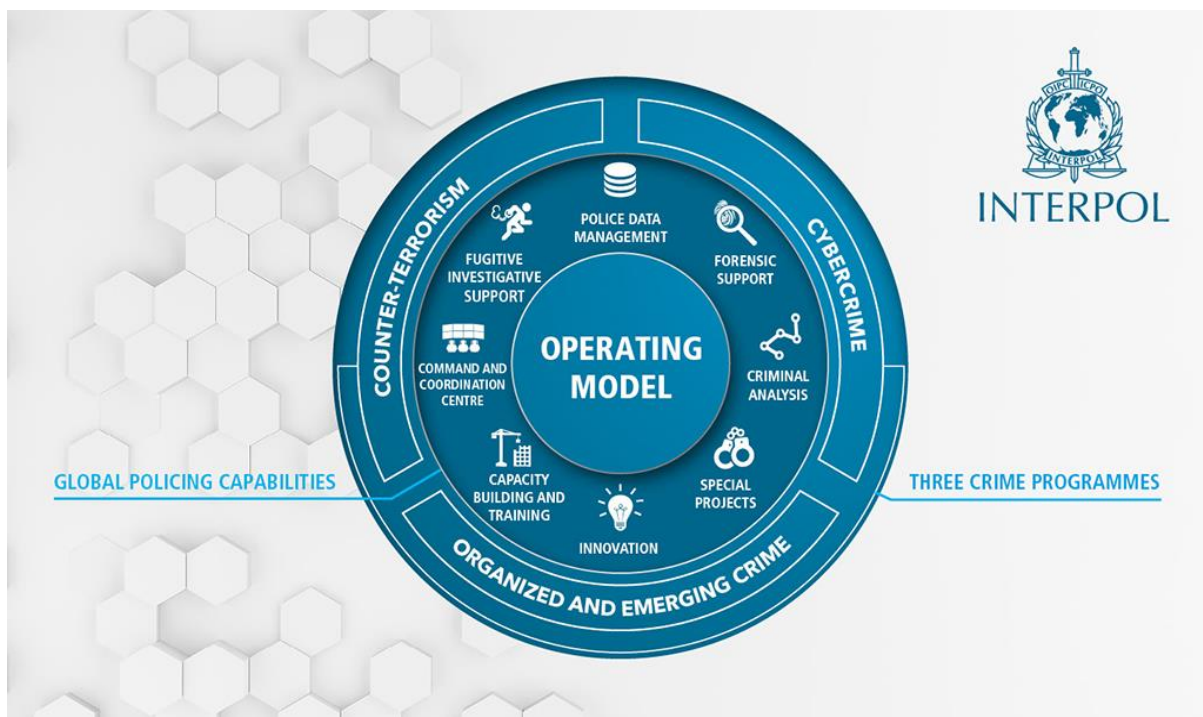 OIPC ICPO
INTERPOL
INTERPOL
COUNTER-TERRORISM
CYBERCRIME
ORGANIZED AND EMERGING CRIME
POLICE DATA
MANAGEMENT
FORENSIC
SUPPORT
CRIMINAL
ANALYSIS
SPECIAL
PROJECTS
INNOVATION
CAPACITY
BUILDING AND
TRAINING
COMMAND AND
COORDINATION
CENTRE
FUGITIVE
INVESTIGATIVE
SUPPORT
OPERATING
MODEL
GLOBAL POLICING CAPABILITIES
THREE CRIME PROGRAMMES